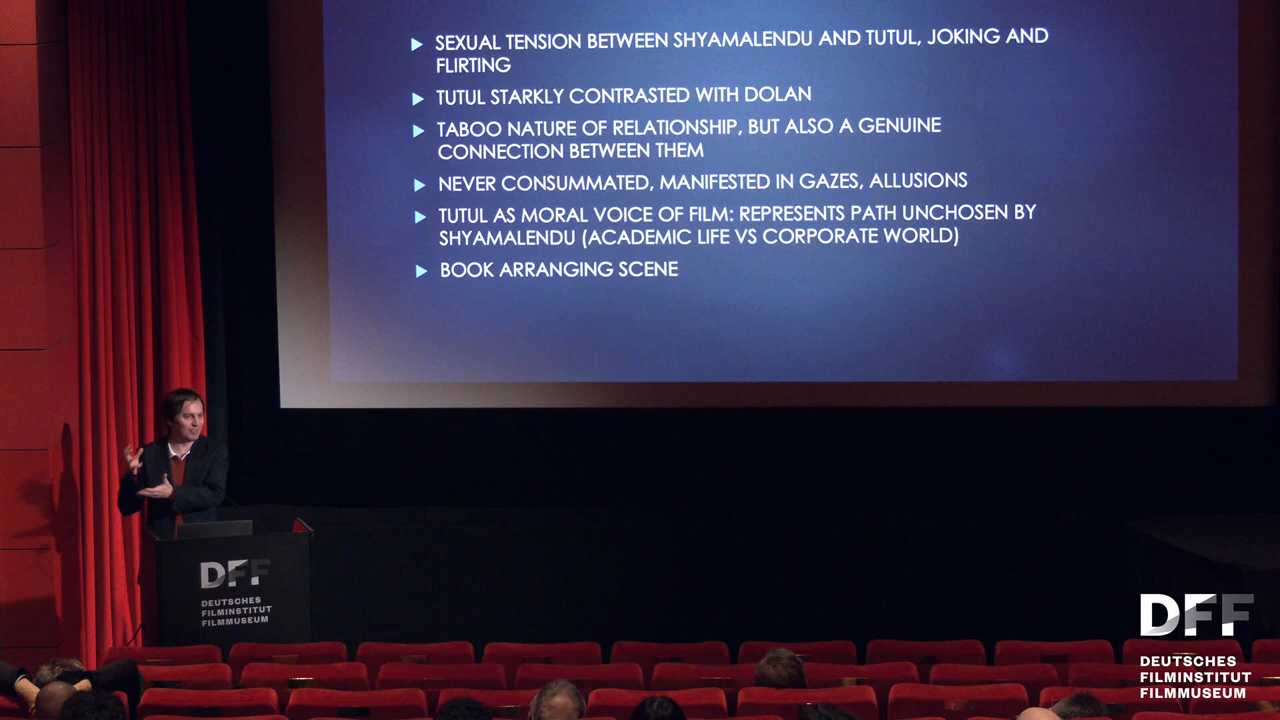 SEXUAL TENSION BETWEEN SHYAMALENDU AND TUTUL, JOKING AND
FLIRTING
TUTUL STARKLY CONTRASTED WITH DOLAN
TABOO NATURE OF RELATIONSHIP, BUT ALSO A GENUINE
CONNECTION BETWEEN THEM
NEVER CONSUMMATED, MANIFESTED IN GAZES, ALLUSIONS
TUTUL AS MORAL VOICE OF FILM: REPRESENTS PATH UNCHOSEN BY
SHYAMALENDU (ACADEMIC LIFE VS CORPORATE WORLD)
BOOK ARRANGING SCENE
DFF
DEUTSCHES
FILMINSTITUT
FILMMUSEUM
DFF
DEUTSCHES
FILMINSTITUT
FILMMUSEUM